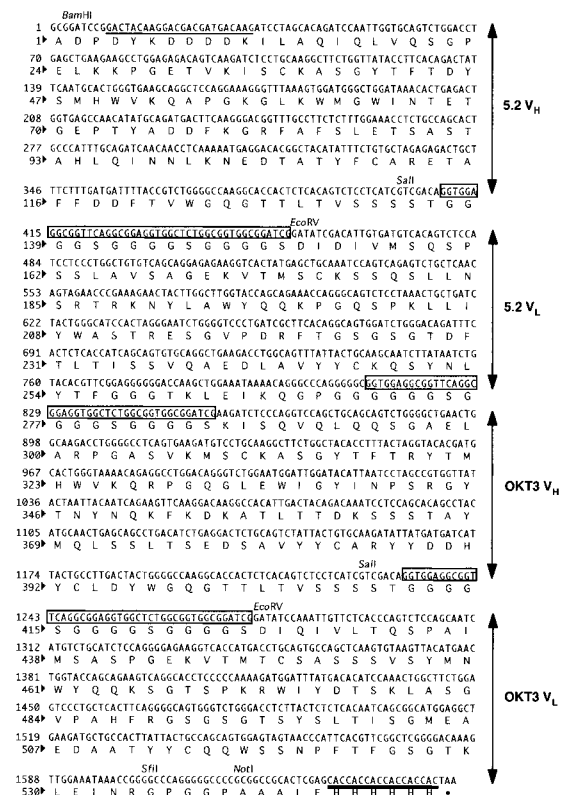 BamHI
1 GCGGATCCGGACTACAAGGACGACGATGACAAGATCCTAGCACAGATCCAATTGGTGCAGTCTGGACCT
1 A D P D Y K D D D D K I L A Q I Q L V Q S G P
70 GAGCTGAAGAAGCCTGGAGAGACAGTCAAGATCTCCTGCAAGGCTTCTGGTTATACCTTCACAGACTAT
24 E L K K P G E T V K I S C K A S G Y T F T D Y
139 TCAATGCACTGGGTGAAGCAGGCTCCAGGAAAGGGTTTAAAGTGGATGGGCTGGATAAACACTGAGACT
47 S M H W V K Q A P G K G L K W M G W I N T E T
5.2 VH
208 GGTGAGCCAACATATGCAGATGACTTCAAGGGACGGTTTGCCTTCTCTTTGGAAACCTCTGCCAGCACT
70 G E P T Y A D D F K G R F A F S L E T S A S T
277 GCCCATTTGCAGATCAACAACCTCAAAAATGAGGACACGGCTACATATTTCTGTGCTAGAGAGACTGCT
93 A H L Q I N N L K N E D T A T Y F C A R E T A
SalI
346 TTCTTTGATGATTTTACCGTCTGGGGCCAAGGCACCACTCTCACAGTCTCCTCATCGTCGACAGGTGGA
116 F F D D F T V W G Q G T T L T V S S S S T G G
EcoRV
415 GGCGGTTCAGGCGGAGGTGGCTCTGGCGGTGGCGGATCGGATATCGACATTGTGATGTCACAGTCTCCA
139 G G S G G G G S G G G G S D I D I V M S Q S P
484 TCCTCCCTGGCTGTGTCAGCAGGAGAGAAGGTCACTATGAGCTGCAAATCCAGTCAGAGTCTGCTCAAC
162 S S L A V S A G E K V T M S C K S S Q S L L N
553 AGTAGAACCCGAAAGAACTACTTGGCTTGGTACCAGCAGAAACCAGGGCAGTCTCCTAAACTGCTGATC
185 S R T R K N Y L A W Y Q Q K P G Q S P K L L I
5.2 VL
622 TACTGGGCATCCACTAGGGAATCTGGGGTCCCTGATCGCTTCACAGGCAGTGGATCTGGGACAGATTTC
208 Y W A S T R E S G V P D R F T G S G S G T D F
691 ACTCTCACCATCAGCAGTGTGCAGGCTGAAGACCTGGCAGTTTATTACTGCAAGCAATCTTATAATCTG
231 T L T I S S V Q A E D L A V Y Y C K Q S Y N L
760 TACACGTTCGGAGGGGGGACCAAGCTGGAAATAAAACAGGGCCCAGGGGGCGGTGGAGGCGGTTCAGGC
254 Y T F G G G T K L E I K Q G P G G G G G G S G
829 GGAGGTGGCTCTGGCGGTGGCGGATCGAAGATCTCCCAGGTCCAGCTGCAGCAGTCTGGGGCTGAACTG
277 G G G S G G G G S K I S Q V Q L Q Q S G A E L
898 GCAAGACCTGGGGCCTCAGTGAAGATGTCCTGCAAGGCTTCTGGCTACACCTTTACTAGGTACACGATG
300 A R P G A S V K M S C K A S G Y T F T R Y T M
967 CACTGGGTAAAACAGAGGCCTGGACAGGGTCTGGAATGGATTGGATACATTAATCCTAGCCGTGGTTAT
323 H W V K Q R P G Q G L E W I G Y I N P S R G Y
OKT3 VH
1036 ACTAATTACAATCAGAAGTTCAAGGACAAGGCCACATTGACTACAGACAAATCCTCCAGCACAGCCTAC
346 T N Y N Q K F K D K A T L T T D K S S S T A Y
1105 ATGCAACTGAGCAGCCTGACATCTGAGGACTCTGCAGTCTATTACTGTGCAAGATATTATGATGATCAT
369 M Q L S S L T S E D S A V Y Y C A R Y Y D D H
SalI
1174 TACTGCCTTGACTACTGGGGCCAAGGCACCACTCTCACAGTCTCCTCATCGTCGACAGGTGGAGGCGGT
392 Y C L D Y W G Q G T T L T V S S S S T G G G G
EcoRV
1243 TCAGGCGGAGGTGGCTCTGGCGGTGGCGGATCGGATATCCAAATTGTTCTCACCCAGTCTCCAGCAATC
415 S G G G G S G G G G S D I Q I V L T Q S P A I
1312 ATGTCTGCATCTCCAGGGGAGAAGGTCACCATGACCTGCAGTGCCAGCTCAAGTGTAAGTTACATGAAC
438 M S A S P G E K V T M T C S A S S S V S Y M N
1381 TGGTACCAGCAGAAGTCAGGCACCTCCCCCAAAAGATGGATTTATGACACATCCAAACTGGCTTCTGGA
461 W Y Q Q K S G T S P K R W I Y D T S K L A S G
OKT3 VL
1450 GTCCCTGCTCACTTCAGGGGCAGTGGGTCTGGGACCTCTTACTCTCTCACAATCAGCGGCATGGAGGCT
484 V P A H F R G S G S G T S Y S L T I S G M E A
1519 GAAGATGCTGCCACTTATTACTGCCAGCAGTGGAGTAGTAACCCATTCACGTTCGGCTCGGGGACAAAG
507 E D A A T Y Y C Q Q W S S N P F T F G S G T K
SfiI NotI
1588 TTGGAAATAAACCGGGGCCCAGGGGGCCCCGCGGCCGCACTCGAGCACCACCACCACCACCACTAA
530 L E I N R G P G G P A A A L E H H H H H H •